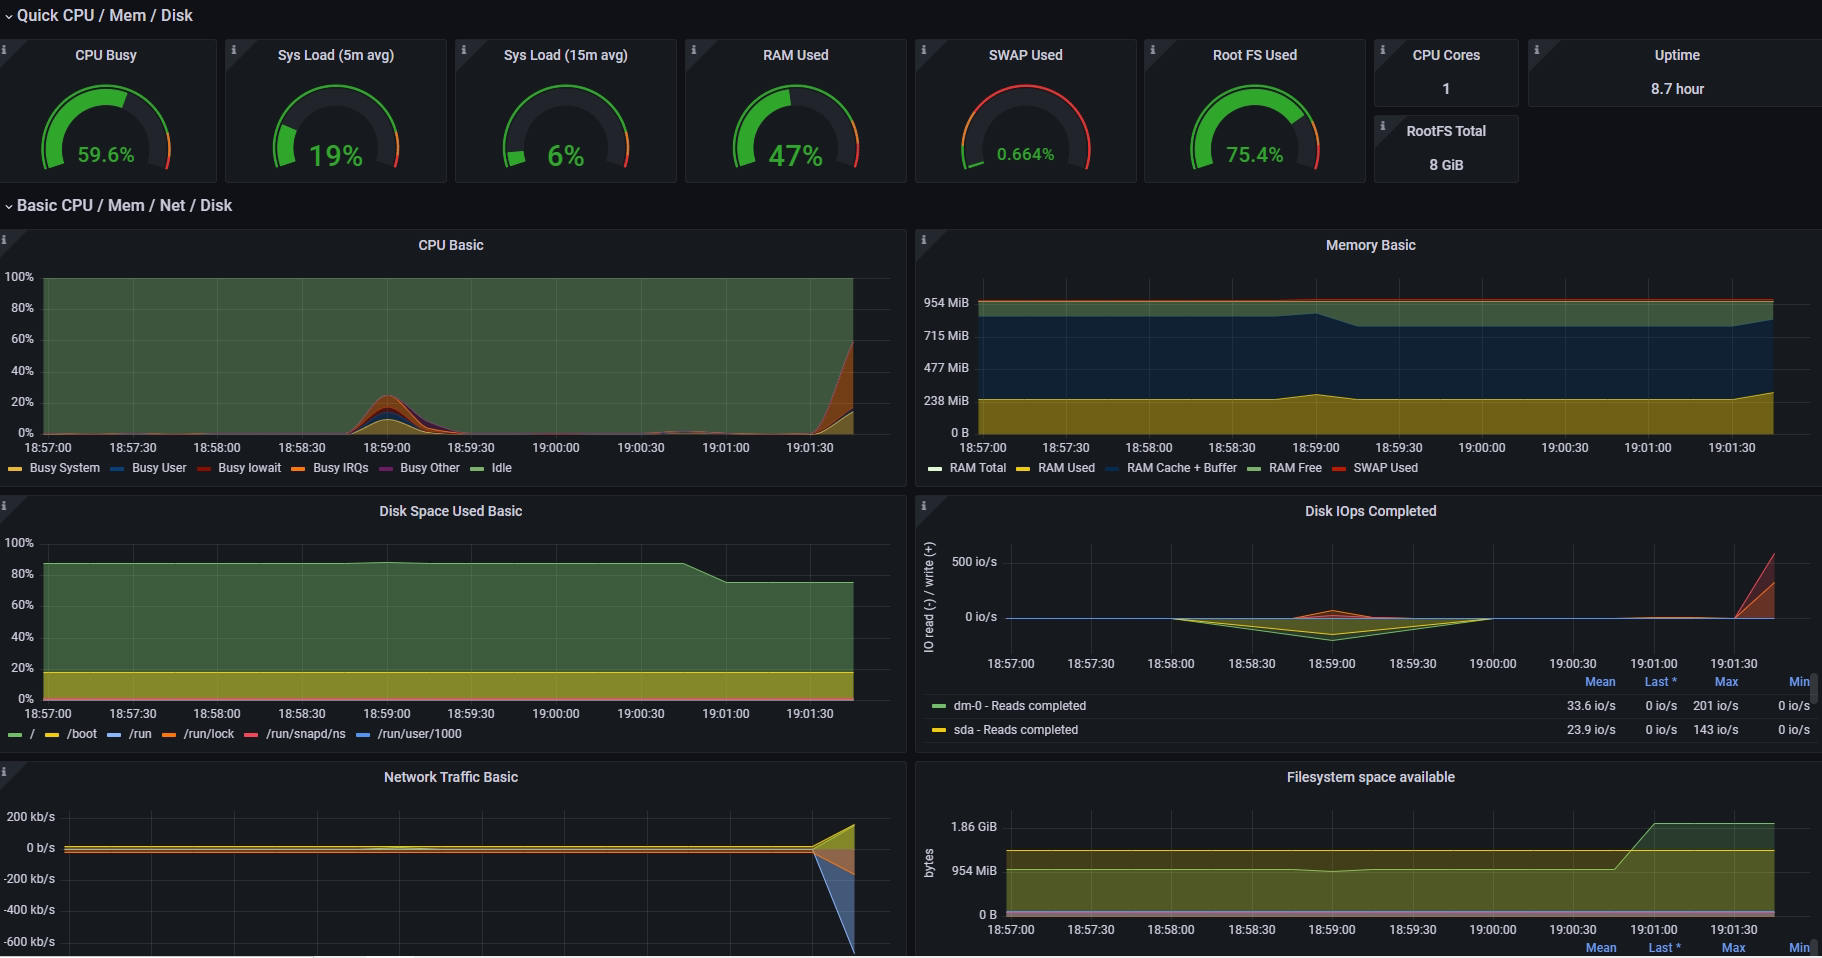 Quick CPU / Mem / Disk
CPU Busy
59.6%
Sys Load (5m avg)
19%
Sys Load (15m avg)
6%
RAM Used
47%
SWAP Used
0.664%
Root FS Used
75.4%
CPU Cores
1
RootFS Total
8 GiB
Uptime
8.7 hour
Basic CPU / Mem / Net / Disk
CPU Basic
100%
80%
60%
40%
20%
0%
18:57:00 18:57:30 18:58:00 18:58:30 18:59:00 18:59:30 19:00:00 19:00:30 19:01:00 19:01:30
Busy System Busy User Busy Iowait Busy IRQs Busy Other Idle
Memory Basic
954 MiB
715 MiB
477 MiB
238 MiB
0 B
18:57:00 18:57:30 18:58:00 18:58:30 18:59:00 18:59:30 19:00:00 19:00:30 19:01:00 19:01:30
RAM Total RAM Used RAM Cache + Buffer RAM Free SWAP Used
Disk Space Used Basic
100%
80%
60%
40%
20%
0%
18:57:00 18:57:30 18:58:00 18:58:30 18:59:00 18:59:30 19:00:00 19:00:30 19:01:00 19:01:30
/ /boot /run /run/lock /run/snapd/ns /run/user/1000
Disk IOps Completed
IO read (-) / write (+)
500 io/s
0 io/s
18:57:00 18:57:30 18:58:00 18:58:30 18:59:00 18:59:30 19:00:00 19:00:30 19:01:00 19:01:30
Mean Last * Max Min
dm-0 - Reads completed 33.6 io/s 0 io/s 201 io/s 0 io/s
sda - Reads completed 23.9 io/s 0 io/s 143 io/s 0 io/s
Network Traffic Basic
200 kb/s
0 b/s
-200 kb/s
-400 kb/s
-600 kb/s
Filesystem space available
bytes
1.86 GiB
954 MiB
0 B
18:57:00 18:57:30 18:58:00 18:58:30 18:59:00 18:59:30 19:00:00 19:00:30 19:01:00 19:01:30
Mean Last * Max Min